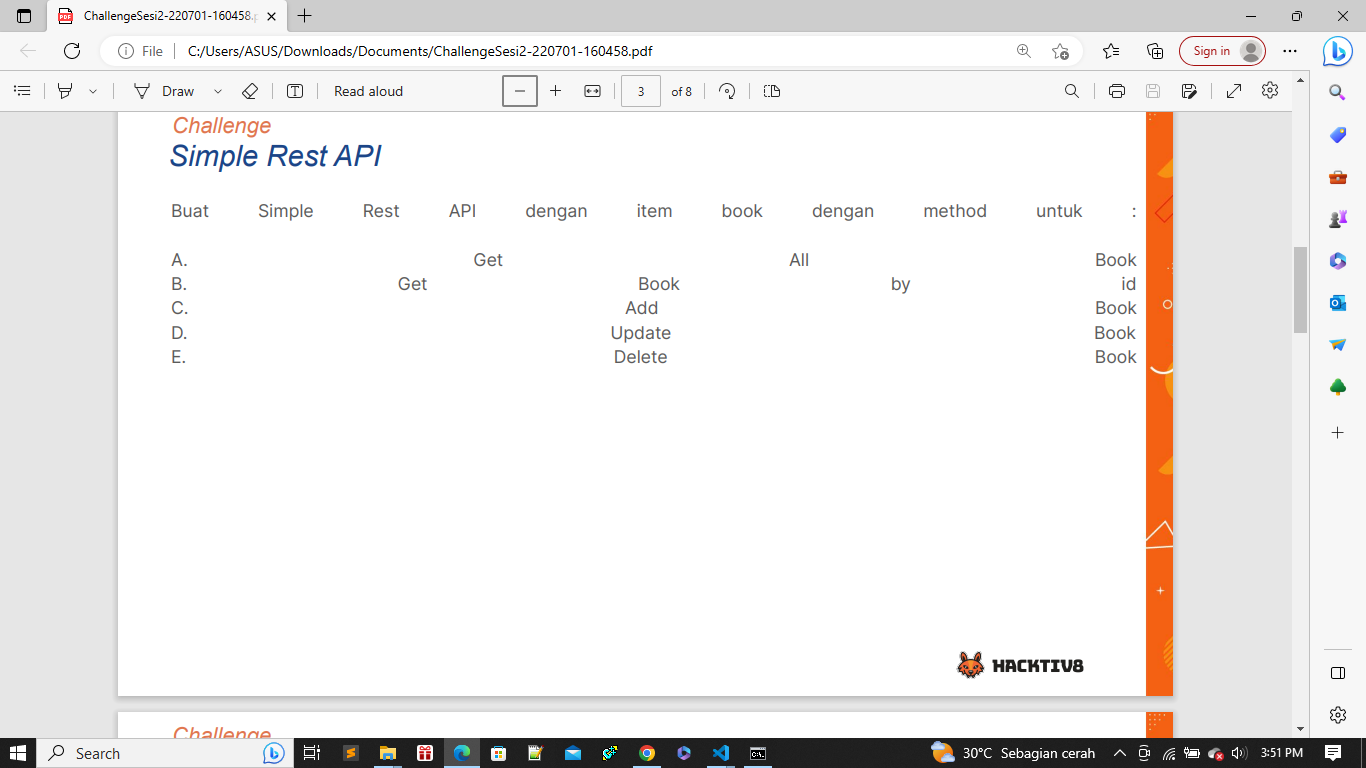 ChallengeSesi2-220701-160458.p
File
C:/Users/ASUS/Downloads/Documents/ChallengeSesi2-220701-160458.pdf
Sign in
Draw
Read aloud
3
of 8
Challenge
Simple Rest API
Buat Simple Rest API dengan item book dengan method untuk :
A. Get All Book
B. Get Book by id
C. Add Book
D. Update Book
E. Delete Book
HACKTIV8
Challenge
Search
30°C Sebagian cerah
3:51 PM